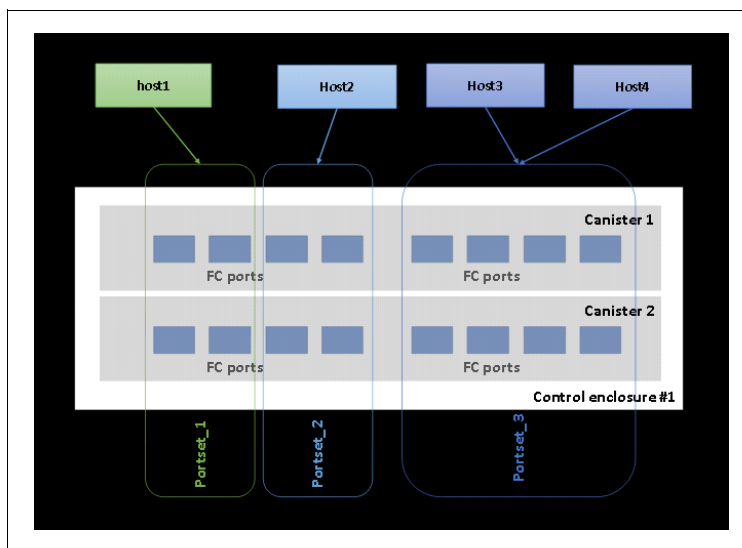 host1
Host2
Host3
Host4
Canister 1
FC ports
FC ports
Canister 2
FC ports
FC ports
Control enclosure #1
Portset_1
Portset_2
Portset_3